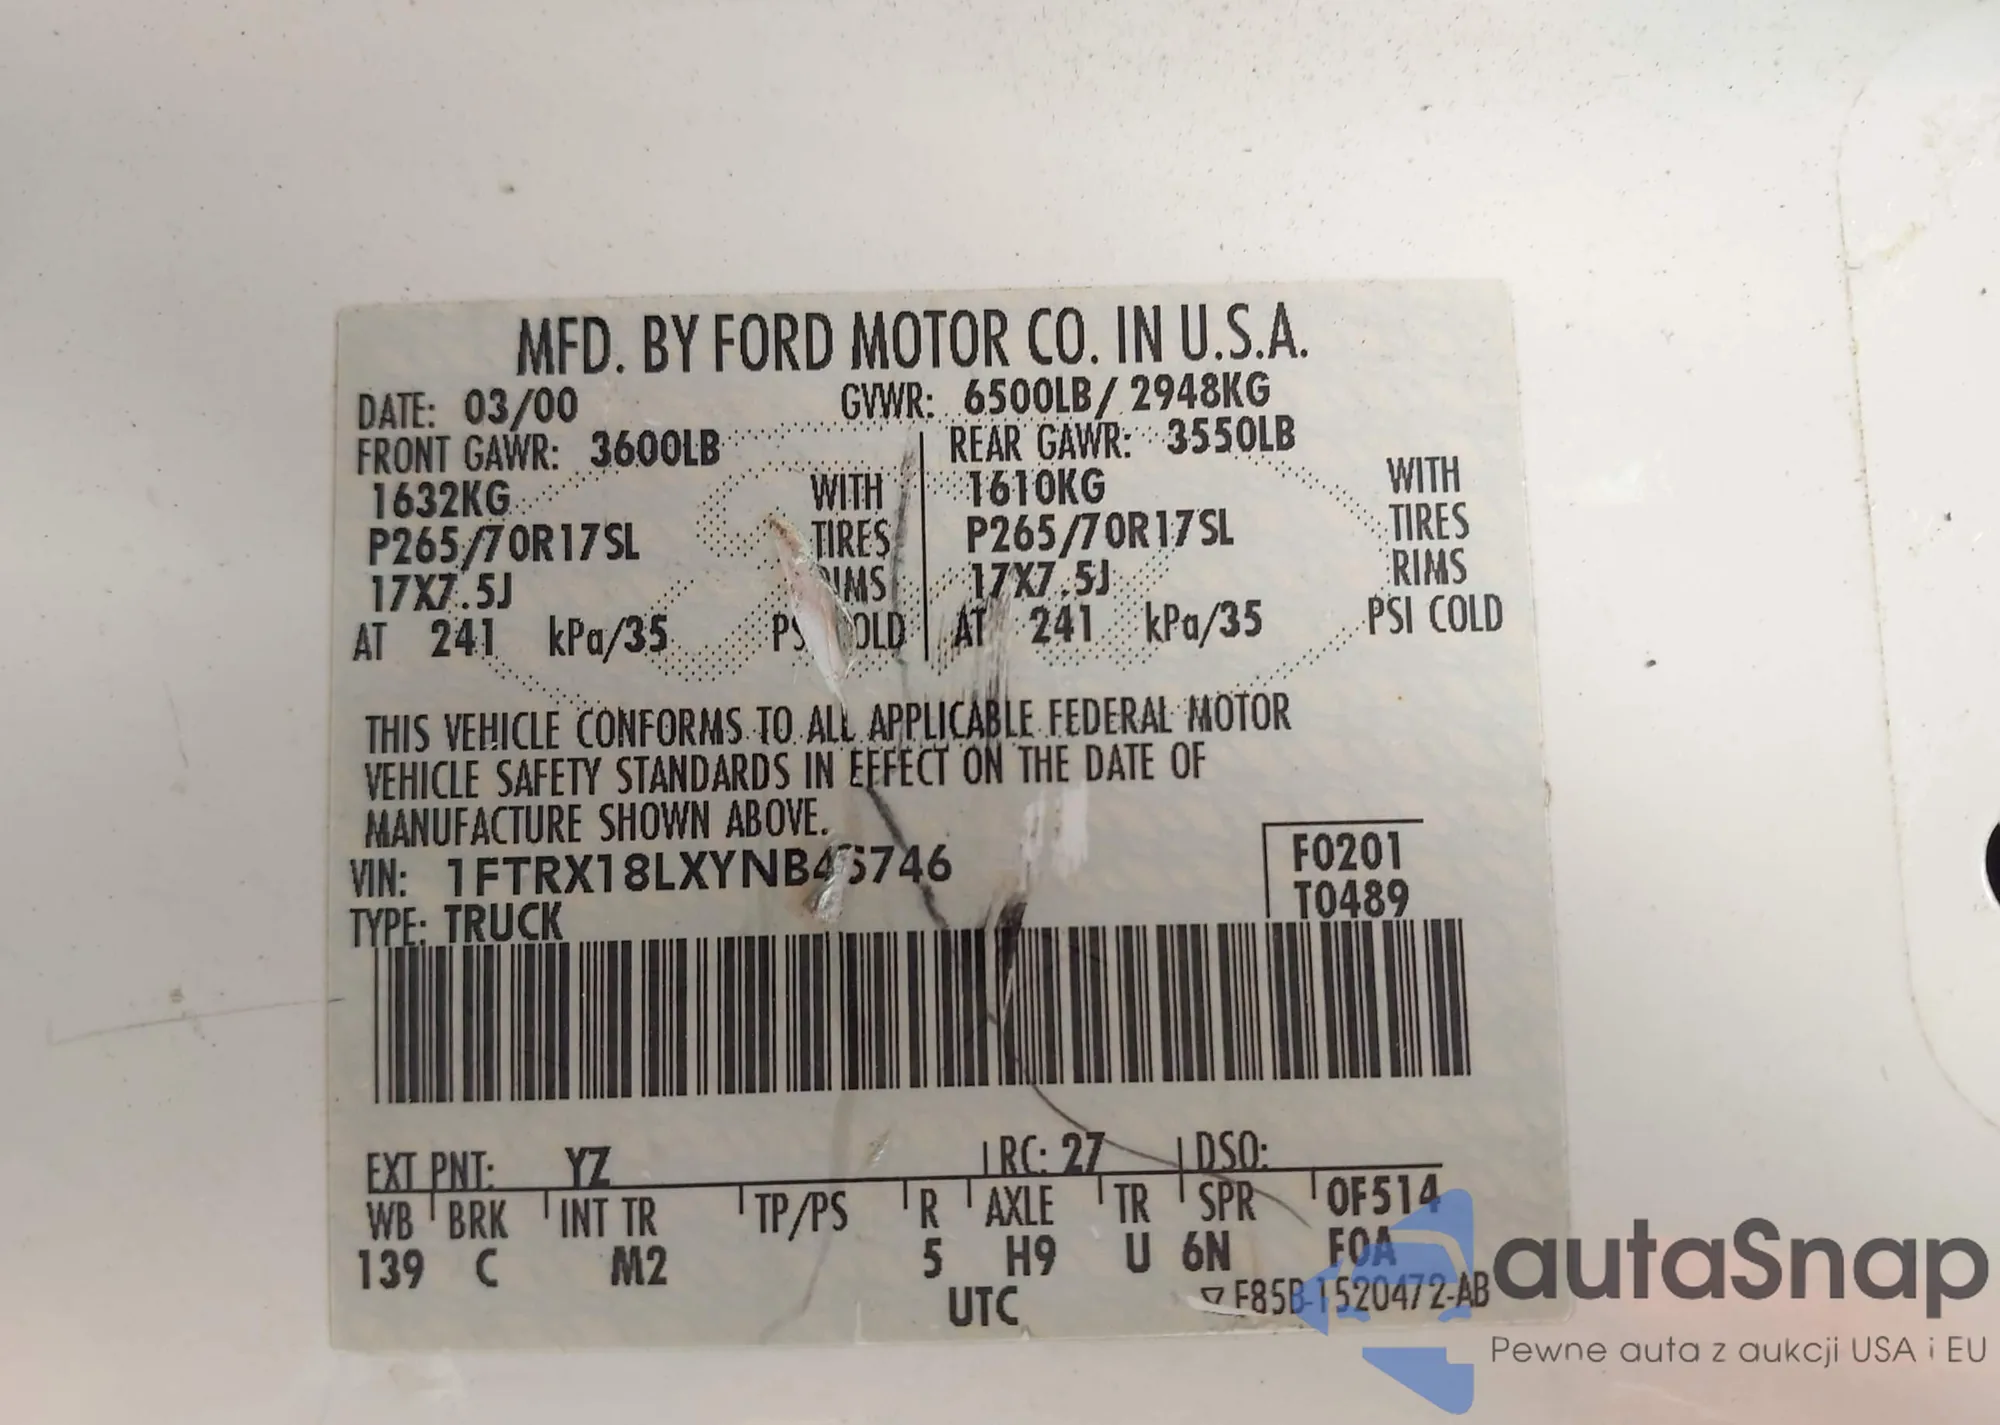 MFD. BY FORD MOTOR CO. IN U.S.A.
DATE: 03/00 GVWR: 6500LB/ 2948KG
FRONT GAWR: 3600LB REAR GAWR: 3550LB
1632KG WITH 1610KG WITH
P265/70R17SL TIRES P265/70R17SL TIRES
17X7.5J RIMS 17X7.5J RIMS
AT 241 kPa/35 PSI COLD AT 241 kPa/35 PSI COLD
THIS VEHICLE CONFORMS TO ALL APPLICABLE FEDERAL MOTOR
VEHICLE SAFETY STANDARDS IN EFFECT ON THE DATE OF
MANUFACTURE SHOWN ABOVE.
VIN: 1FTRX18LXYNB45746 F0201
TYPE: TRUCK T0489
EXT PNT: YZ RC: 27 DSO:
WB BRK INT TR TP/PS R AXLE TR SPR OF514
139 C M2 5 H9 U 6N FOA
UTC F85B-1520472-AB
autaSnap
Pewne auta z aukcji USA i EU